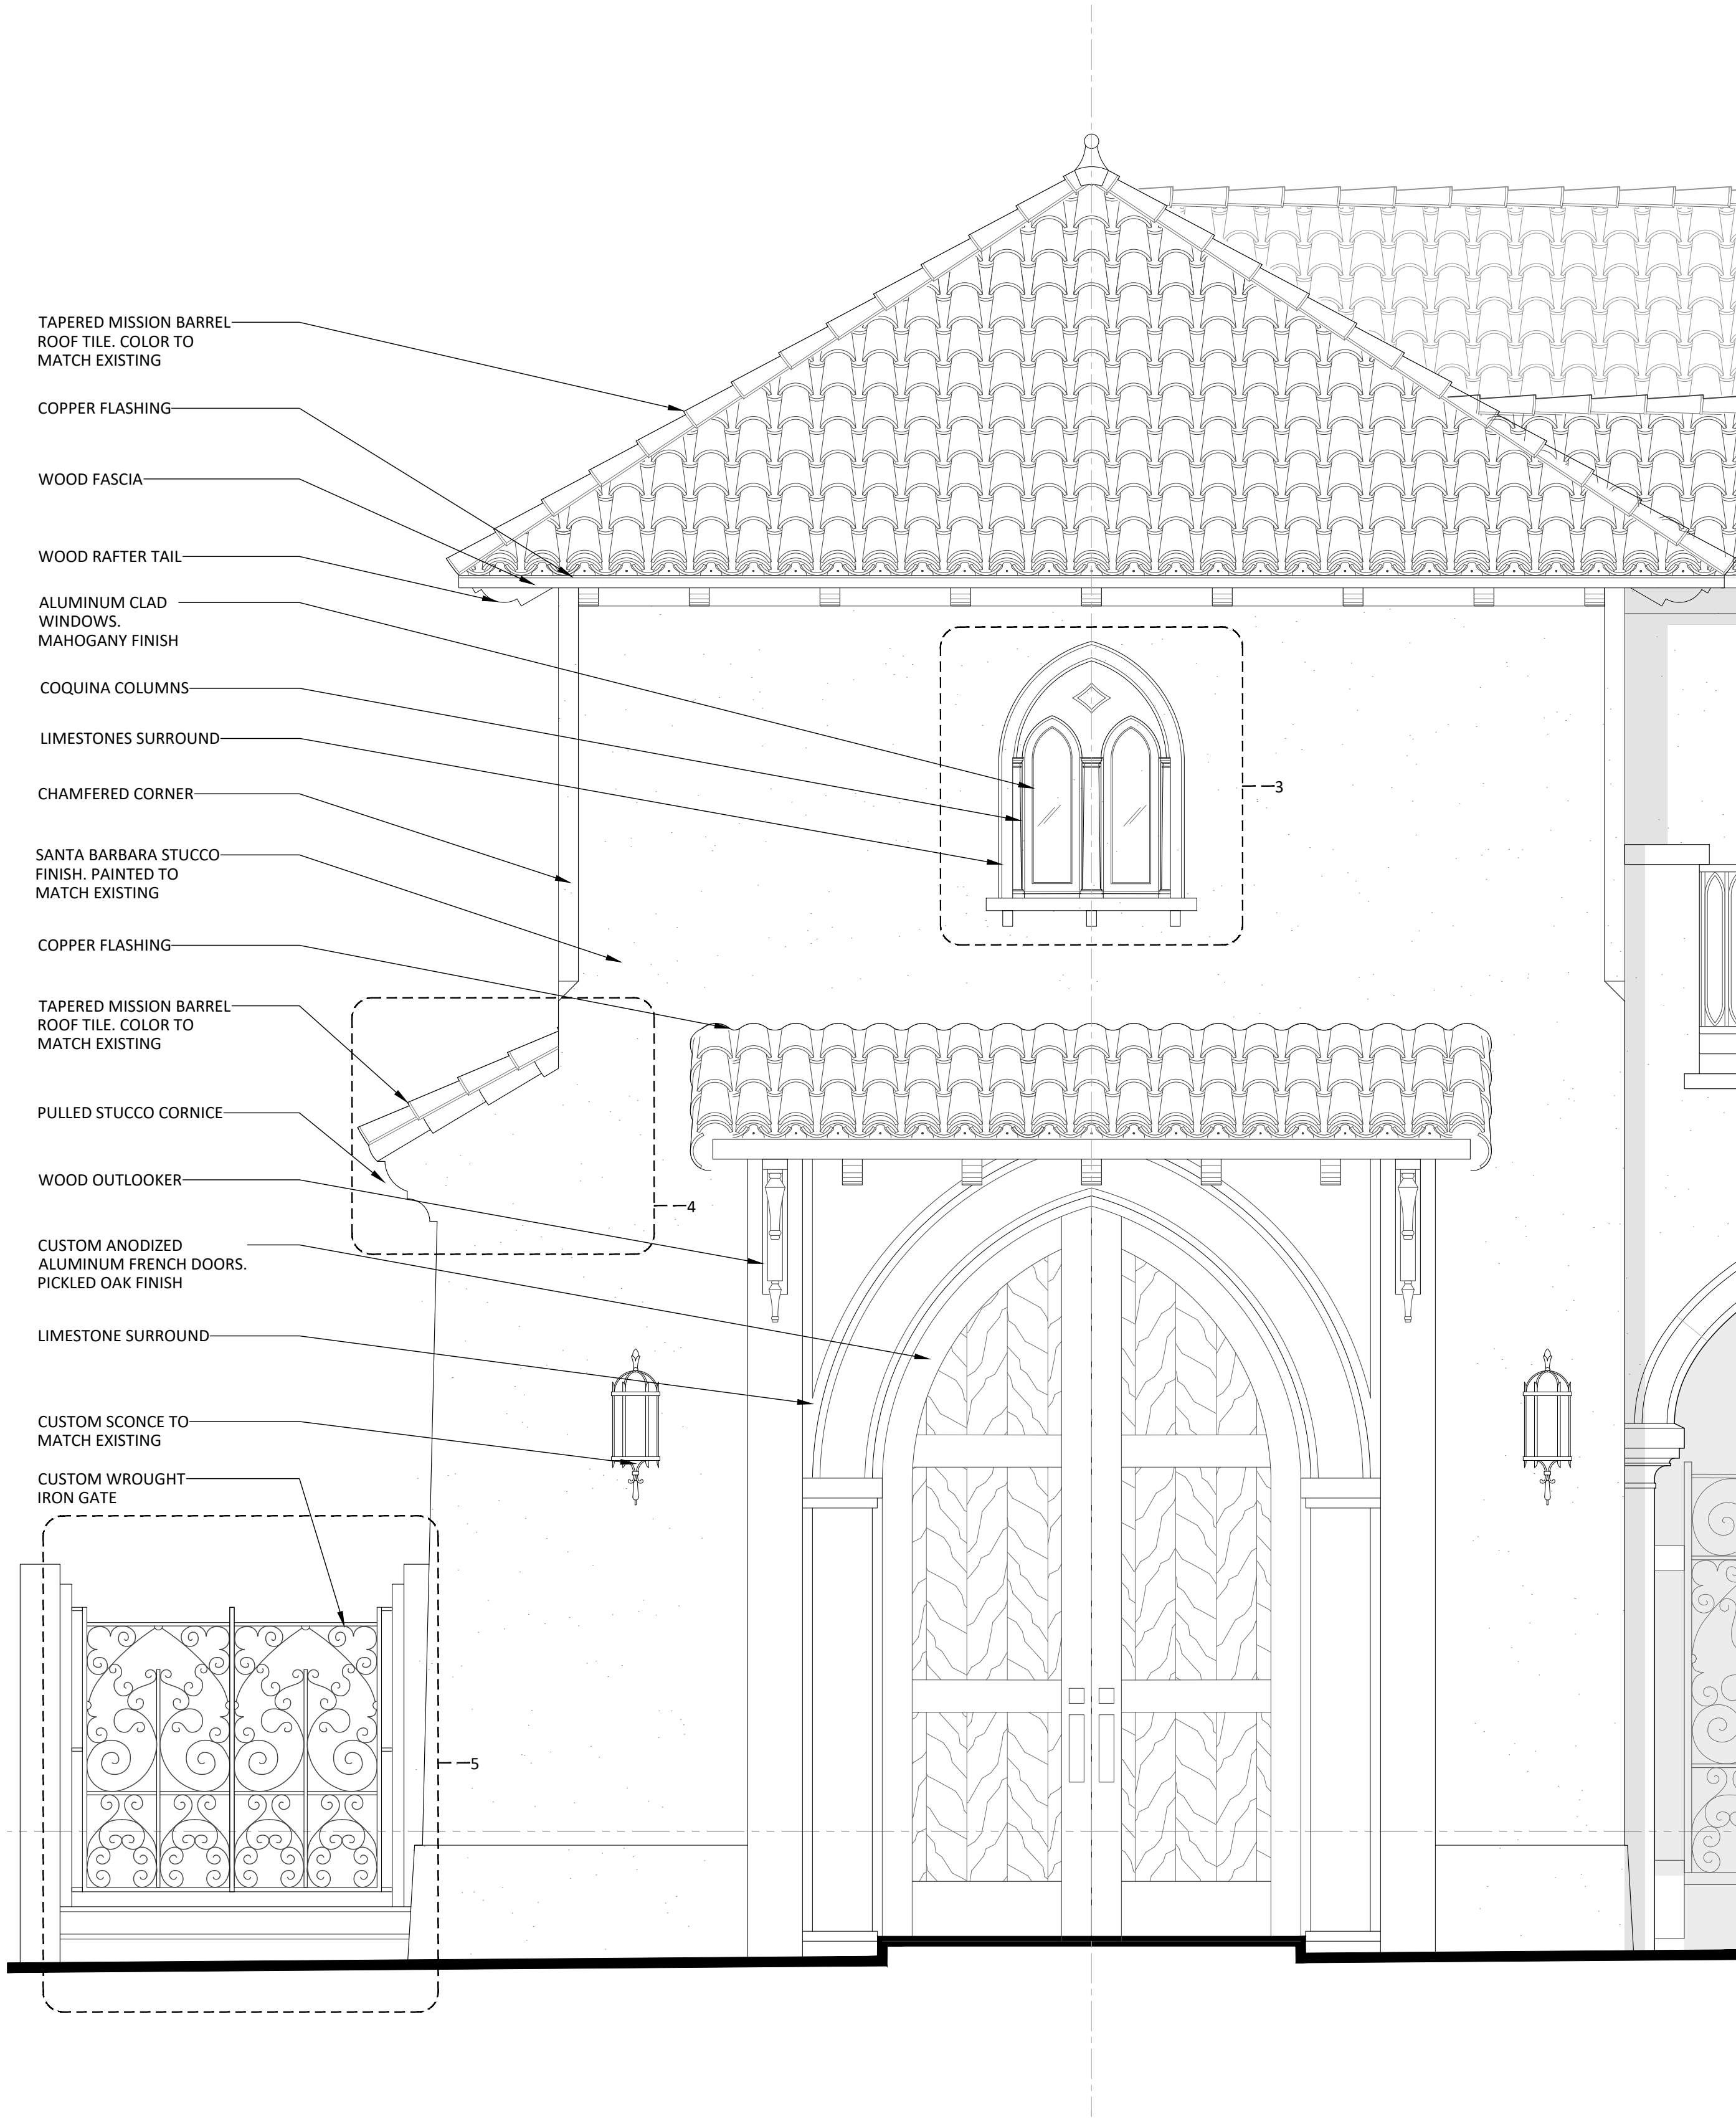 TAPERED MISSION BARREL
ROOF TILE. COLOR TO
MATCH EXISTING
COPPER FLASHING
WOOD FASCIA
WOOD RAFTER TAIL
ALUMINUM CLAD
WINDOWS.
MAHOGANY FINISH
COQUINA COLUMNS
LIMESTONES SURROUND
3
CHAMFERED CORNER
SANTA BARBARA STUCCO
FINISH. PAINTED TO
MATCH EXISTING
COPPER FLASHING
TAPERED MISSION BARREL
ROOF TILE. COLOR TO
MATCH EXISTING
PULLED STUCCO CORNICE
WOOD OUTLOOKER
4
CUSTOM ANODIZED
ALUMINUM FRENCH DOORS.
PICKLED OAK FINISH
LIMESTONE SURROUND
CUSTOM SCONCE TO
MATCH EXISTING
CUSTOM WROUGHT
IRON GATE
5